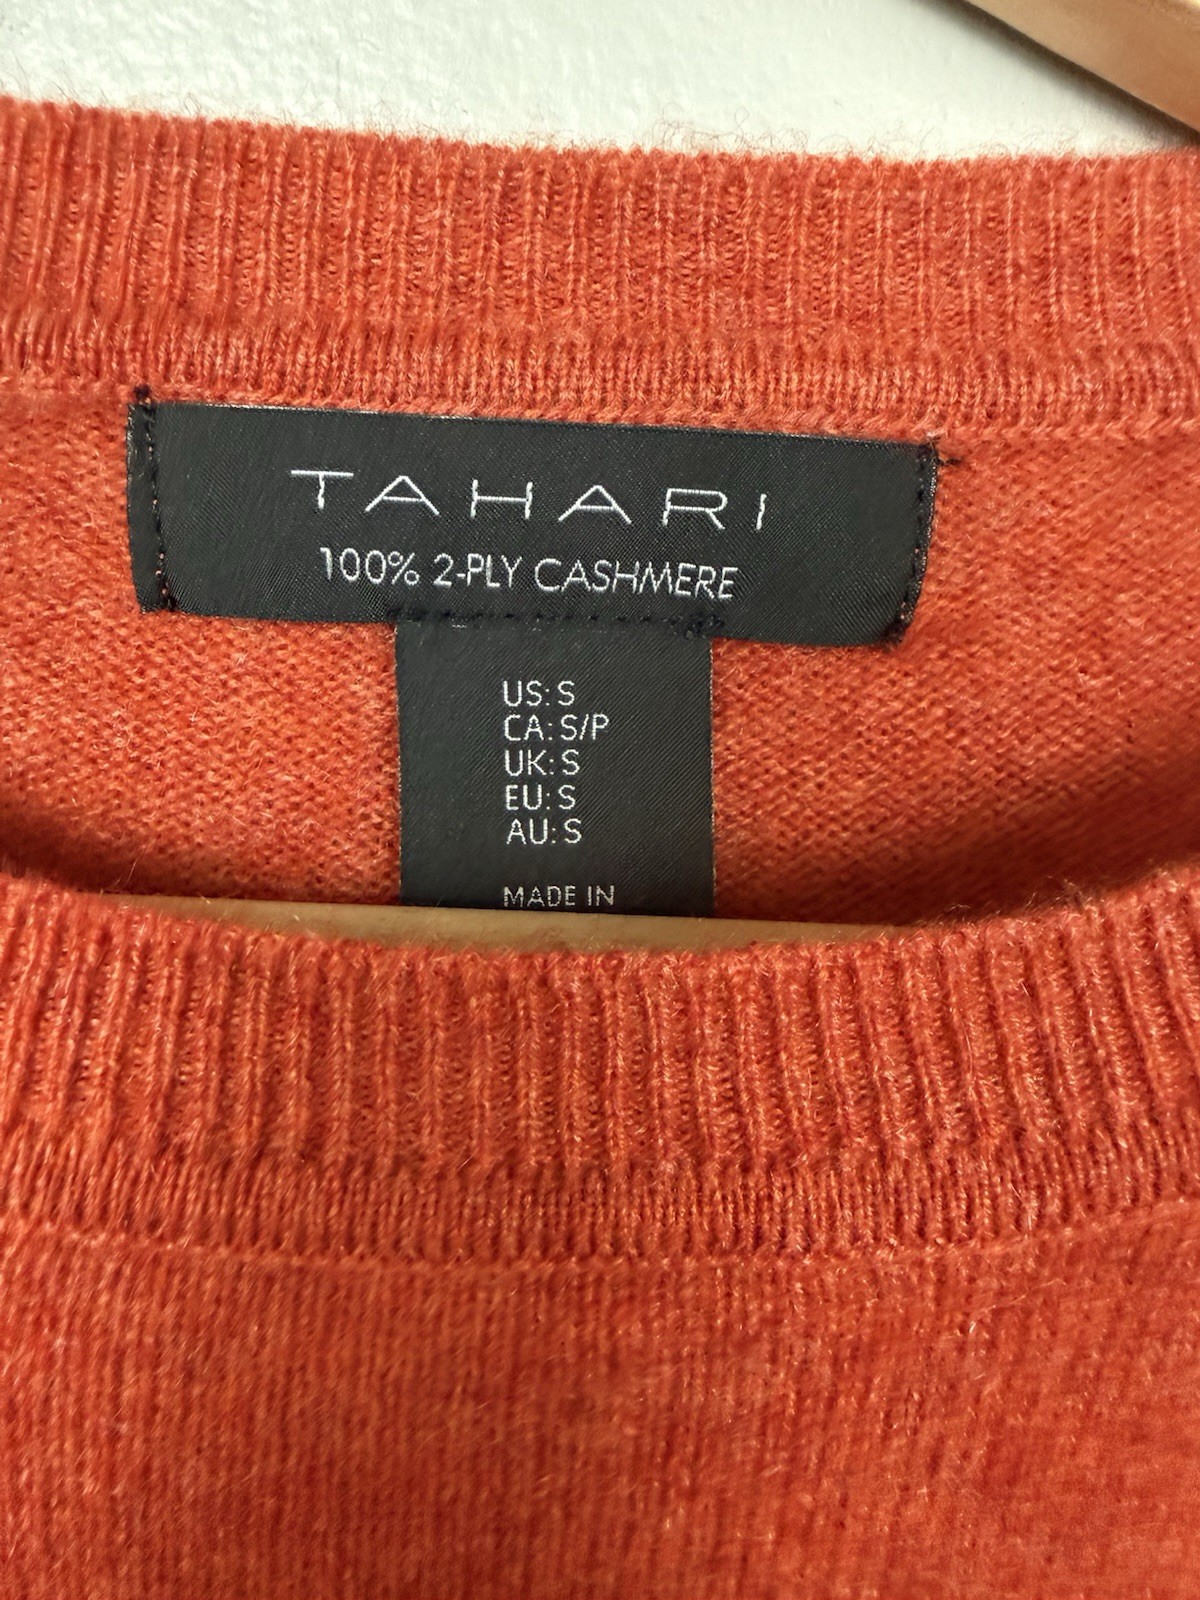 TAHARI
100% 2-PLY CASHMERE
US: S
CA: S/P
UK: S
EU: S
AU: S
MADE IN